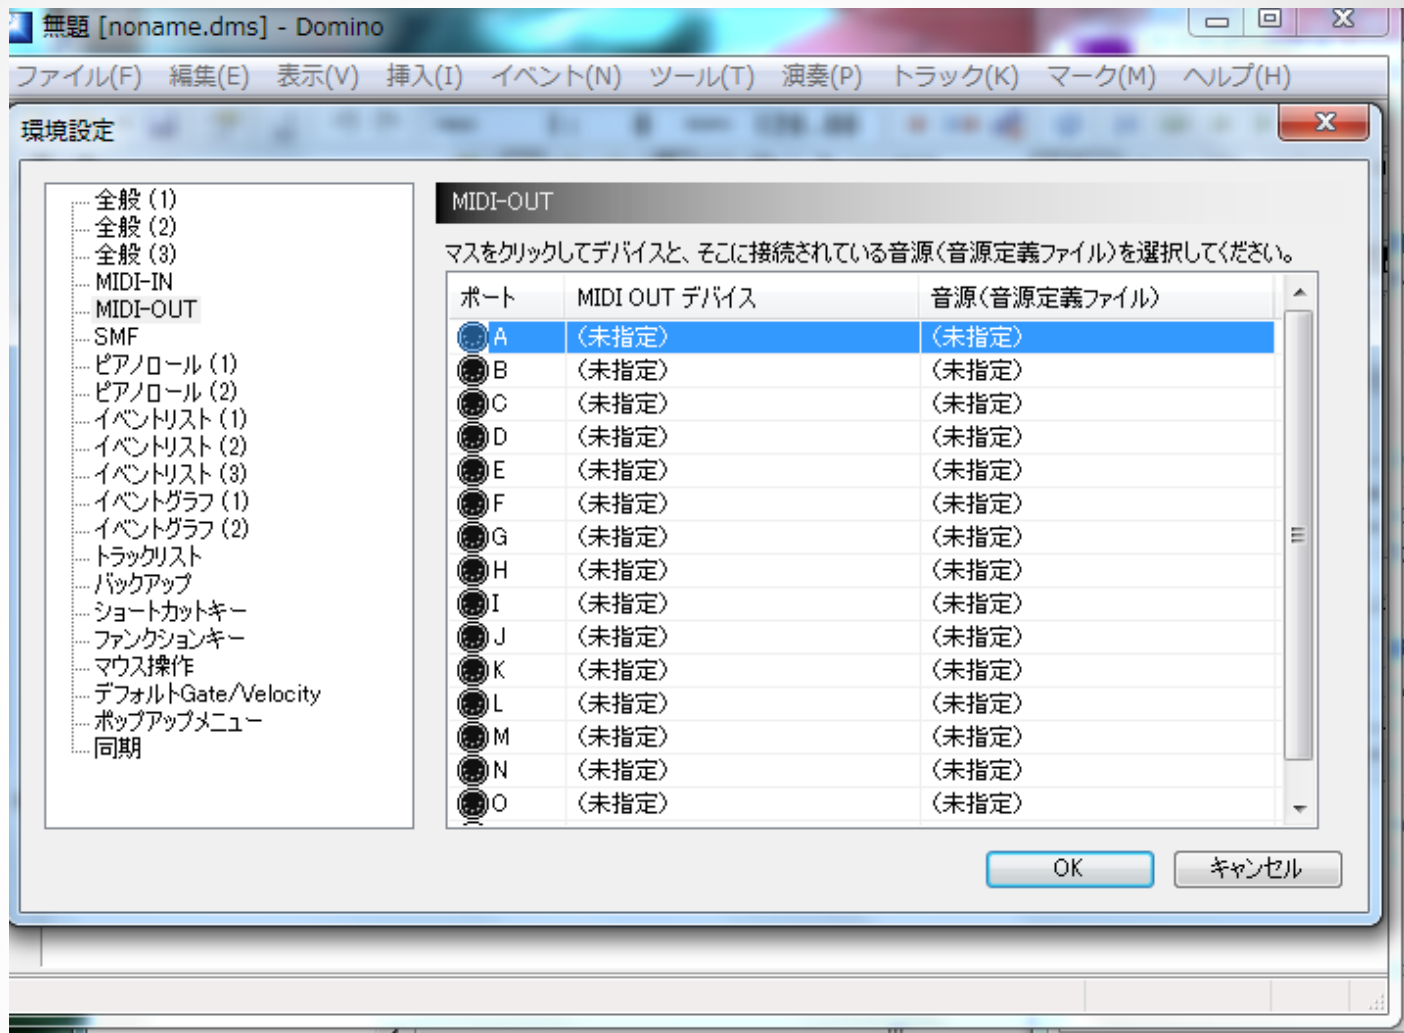 無題 [noname.dms] - Domino
ファイル(F) 編集(E) 表示(V) 挿入(I) イベント(N) ツール(T) 演奏(P) トラック(K) マーク(M) ヘルプ(H)
環境設定
全般 (1)
全般 (2)
全般 (3)
MIDI-IN
MIDI-OUT
SMF
ピアノロール (1)
ピアノロール (2)
イベントリスト (1)
イベントリスト (2)
イベントリスト (3)
イベントグラフ (1)
イベントグラフ (2)
トラックリスト
バックアップ
ショートカットキー
ファンクションキー
マウス操作
デフォルトGate/Velocity
ポップアップメニュー
同期
MIDI-OUT
マスをクリックしてデバイスと、そこに接続されている音源(音源定義ファイル)を選択してください。
ポート MIDI OUT デバイス 音源(音源定義ファイル)
A (未指定) (未指定)
B (未指定) (未指定)
C (未指定) (未指定)
D (未指定) (未指定)
E (未指定) (未指定)
F (未指定) (未指定)
G (未指定) (未指定)
H (未指定) (未指定)
I (未指定) (未指定)
J (未指定) (未指定)
K (未指定) (未指定)
L (未指定) (未指定)
M (未指定) (未指定)
N (未指定) (未指定)
O (未指定) (未指定)
OK キャンセル